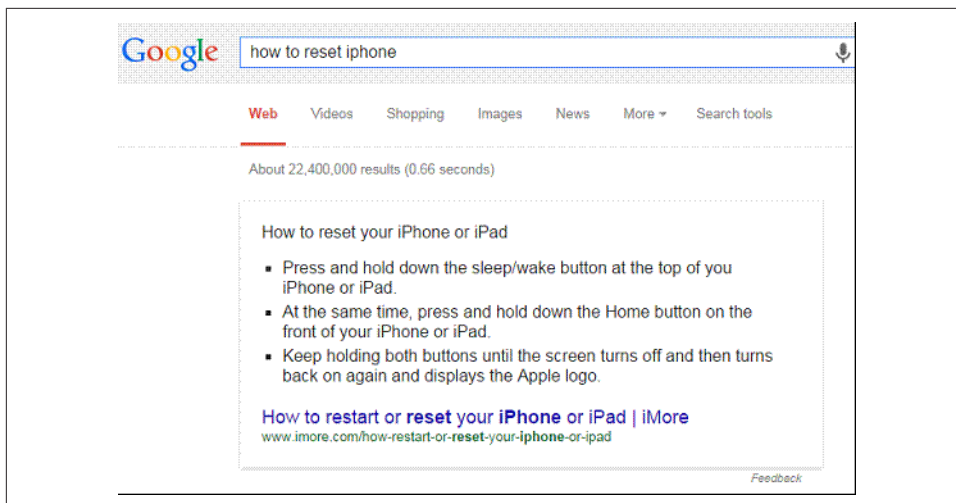 Google how to reset iphone
Web Videos Shopping Images News More Search tools
About 22,400,000 results (0.66 seconds)
How to reset your iPhone or iPad
▪ Press and hold down the sleep/wake button at the top of you
iPhone or iPad.
▪ At the same time, press and hold down the Home button on the
front of your iPhone or iPad.
▪ Keep holding both buttons until the screen turns off and then turns
back on again and displays the Apple logo.
How to restart or reset your iPhone or iPad | iMore
www.imore.com/how-restart-or-reset-your-iphone-or-ipad
Feedback